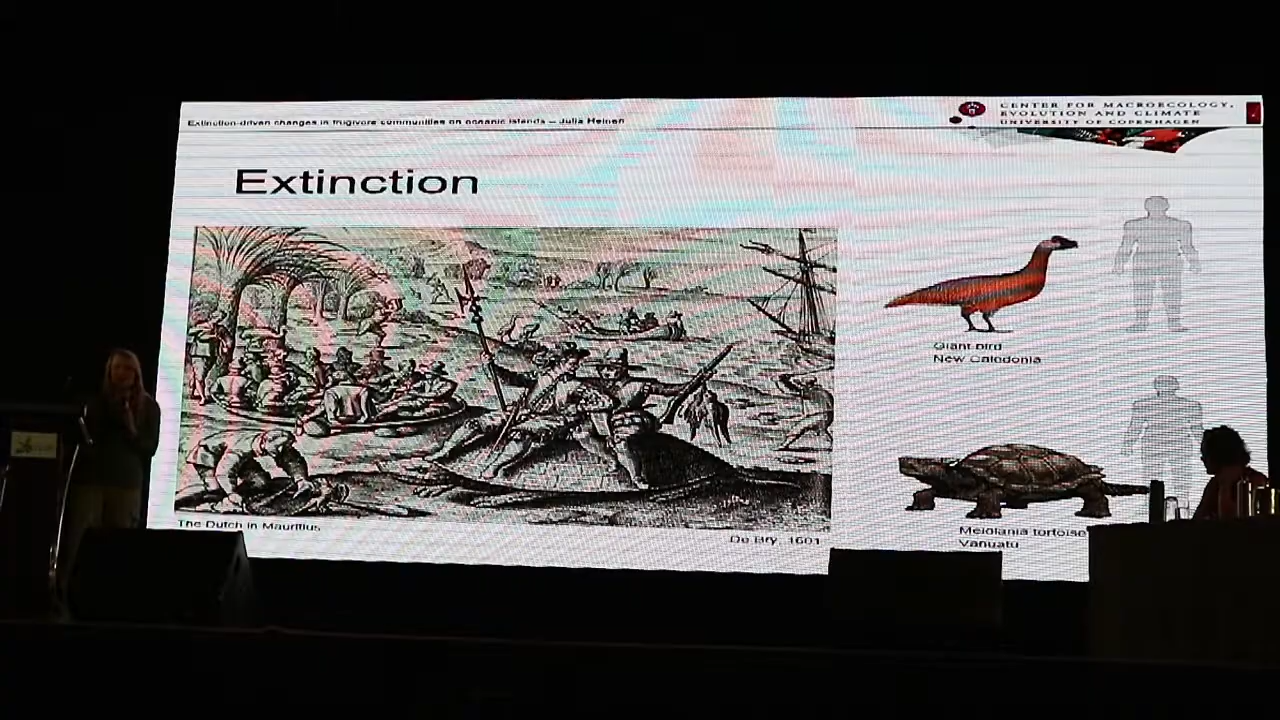 Extinction-driven changes in frugivore communities on oceanic islands – Julia Heinen
CENTER FOR MACROECOLOGY,
EVOLUTION AND CLIMATE
UNIVERSITY OF COPENHAGEN
Extinction
Giant bird
New Caledonia
The Dutch in Mauritius
De Bry, 1601
Meiolania tortoise
Vanuatu